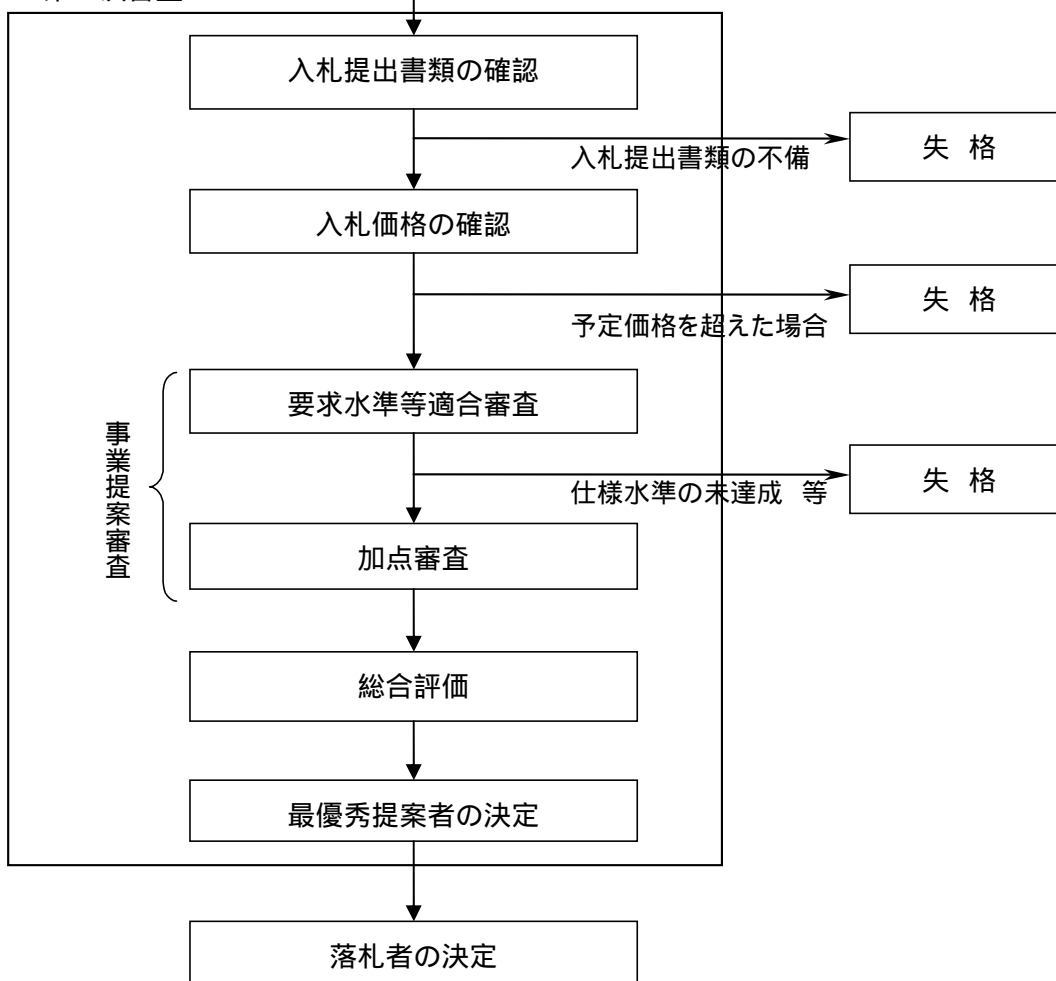 入札提出書類の確認
失 格
入札提出書類の不備
入札価格の確認
失 格
予定価格を超えた場合
要求水準等適合審査
事業提案審査
失 格
仕様水準の未達成 等
加点審査
総合評価
最優秀提案者の決定
落札者の決定